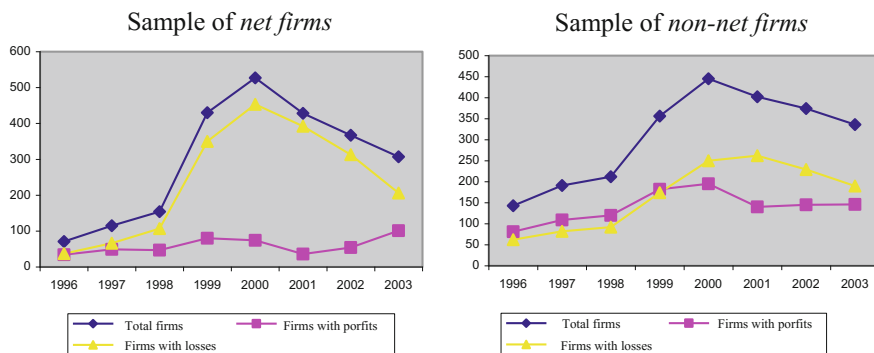 Sample of net firms
600
500
400
300
200
100
0
1996 1997 1998 1999 2000 2001 2002 2003
Total firms Firms with porfits
Firms with losses
Sample of non-net firms
500
450
400
350
300
250
200
150
100
50
0
1996 1997 1998 1999 2000 2001 2002 2003
Total firms Firms with porfits
Firms with losses